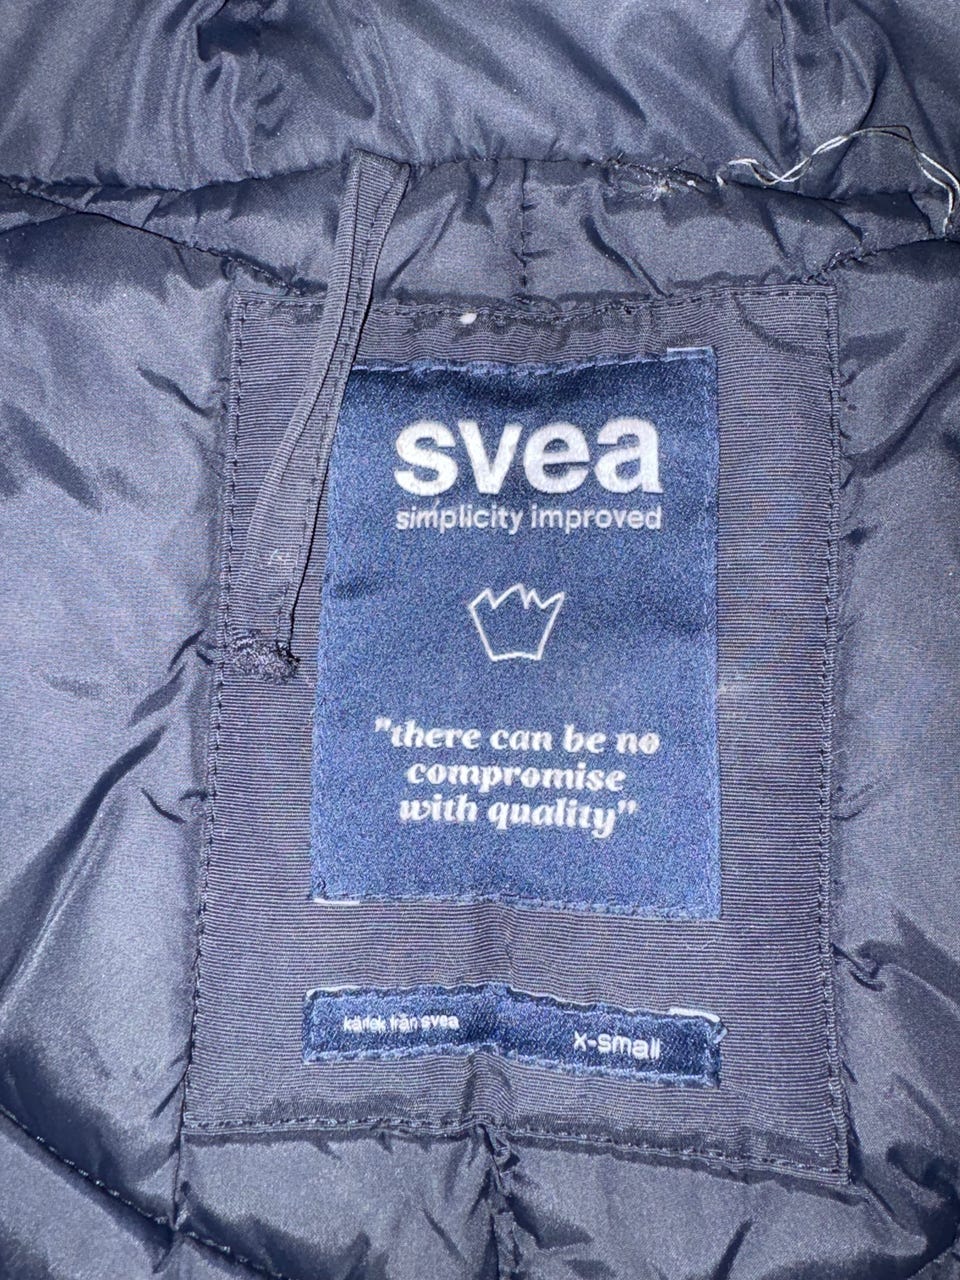 svea
simplicity improved
"there can be no
compromise
with quality"
kärlek från svea
x-small